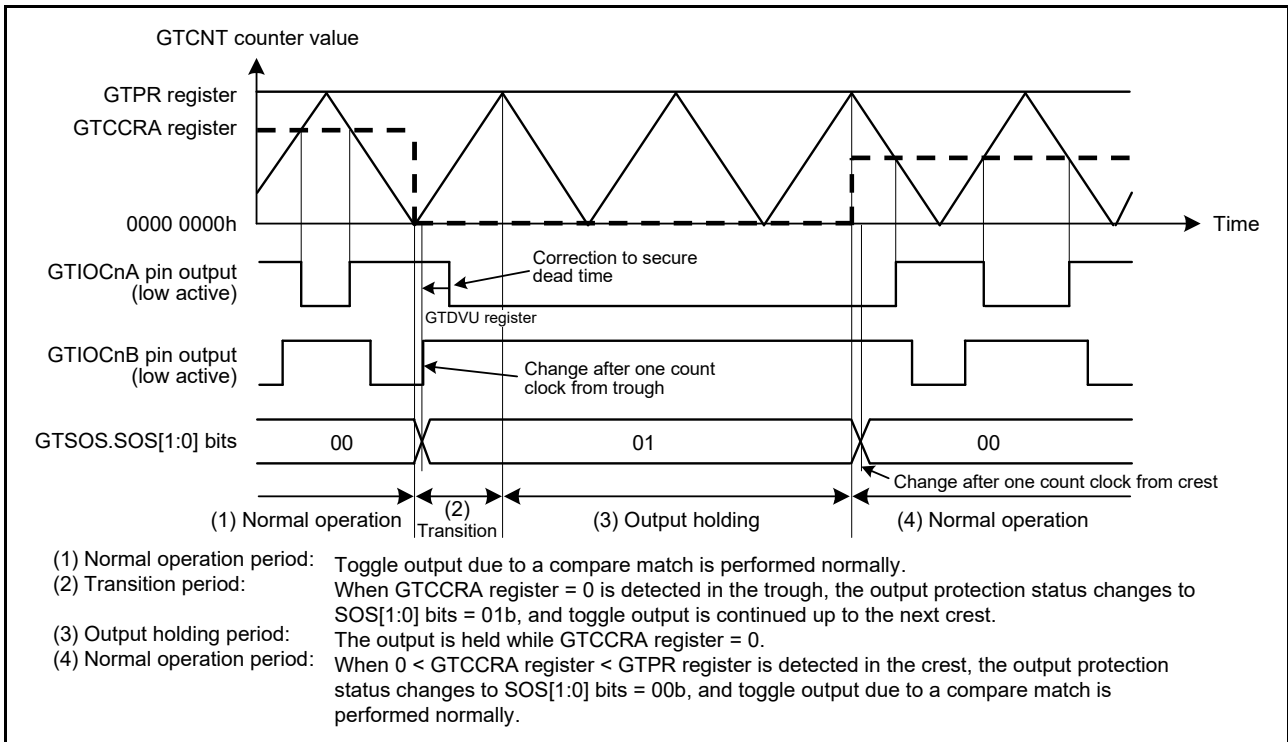 GTCNT counter value
GTPR register
GTCCRA register
0000 0000h
Time
GTIOCnA pin output
(low active)
Correction to secure
dead time
GTDVU register
GTIOCnB pin output
(low active)
Change after one count
clock from trough
GTSOS.SOS[1:0] bits
00
01
00
Change after one count clock from crest
(1) Normal operation
(2)
Transition
(3) Output holding
(4) Normal operation
(1) Normal operation period: Toggle output due to a compare match is performed normally.
(2) Transition period: When GTCCRA register = 0 is detected in the trough, the output protection status changes to
SOS[1:0] bits = 01b, and toggle output is continued up to the next crest.
(3) Output holding period: The output is held while GTCCRA register = 0.
(4) Normal operation period: When 0 < GTCCRA register < GTPR register is detected in the crest, the output protection
status changes to SOS[1:0] bits = 00b, and toggle output due to a compare match is
performed normally.